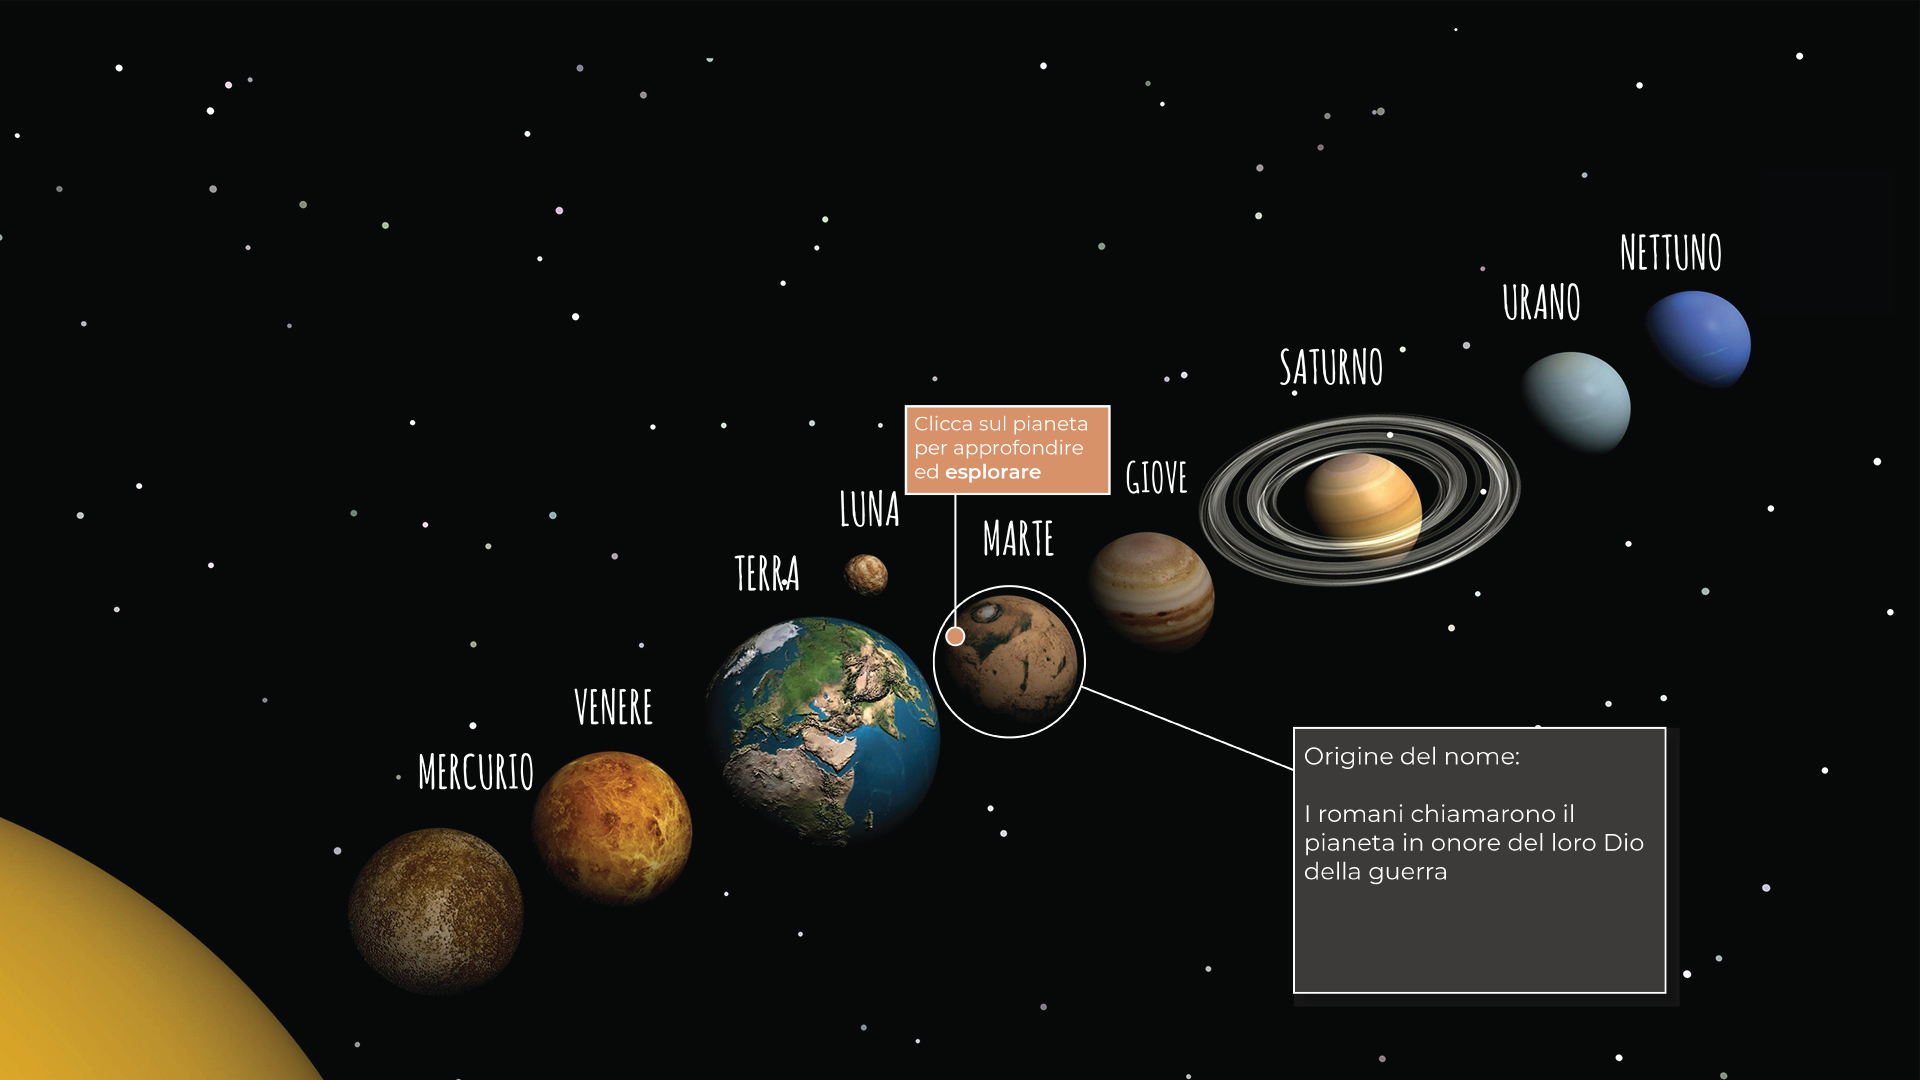 NETTUNO
URANO
SATURNO
Clicca sul pianeta
per approfondire
ed esplorare
GIOVE
LUNA
MARTE
TERRA
VENERE
MERCURIO
Origine del nome:
I romani chiamarono il
pianeta in onore del loro Dio
della guerra